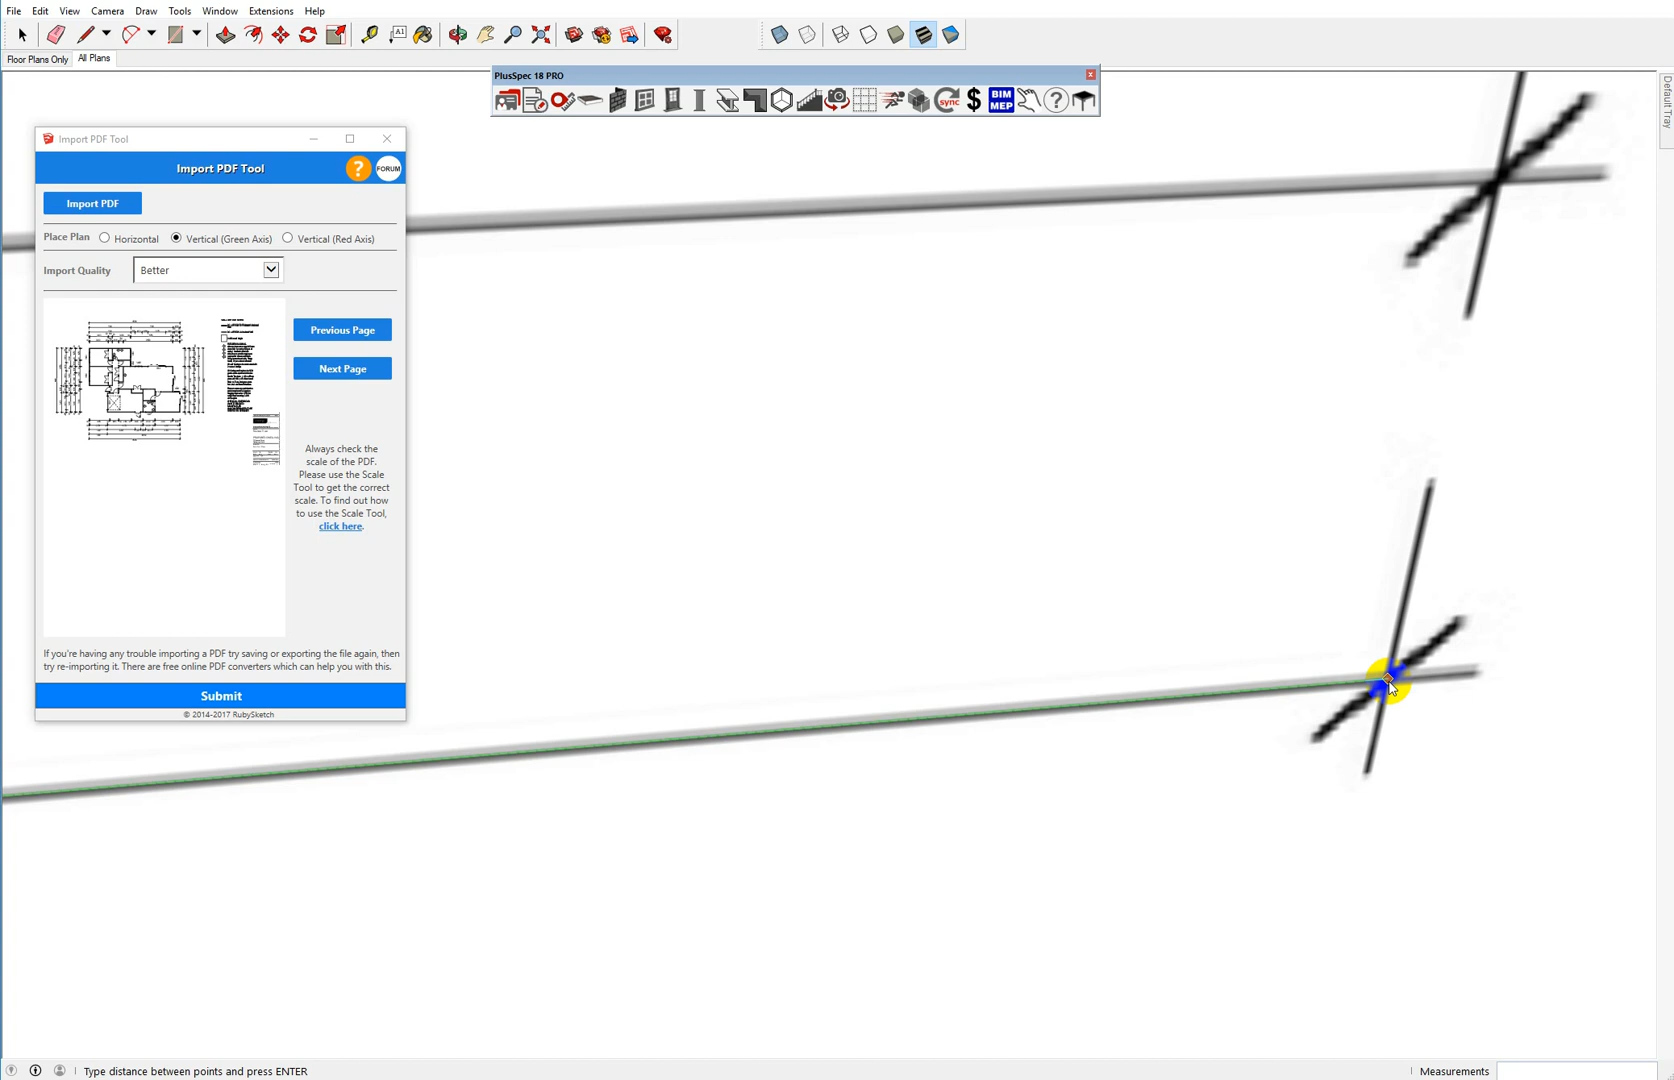 File Edit View Camera Draw Tools Window Extensions Help
A1
Floor Plans Only All Plans
PlusSpec 18 PRO
sync $ BIM MEP ?
Default Tray
Import PDF Tool
Import PDF Tool ? FORUM
Import PDF
Place Plan Horizontal Vertical (Green Axis) Vertical (Red Axis)
Import Quality Better
Previous Page
Next Page
Always check the
scale of the PDF.
Please use the Scale
Tool to get the correct
scale. To find out how
to use the Scale Tool,
click here.
If you're having any trouble importing a PDF try saving or exporting the file again, then
try re-importing it. There are free online PDF converters which can help you with this.
Submit
© 2014-2017 RubySketch
Type distance between points and press ENTER
Measurements